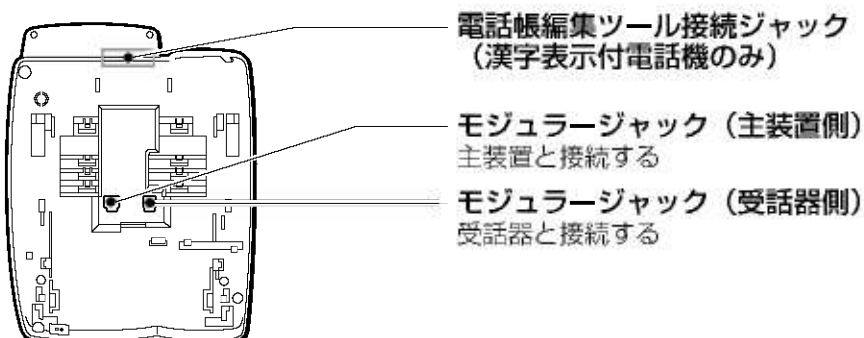 電話帳編集ツール接続ジャック
（漢字表示付電話機のみ）
モジュラージャック（主装置側）
主装置と接続する
モジュラージャック（受話器側）
受話器と接続する